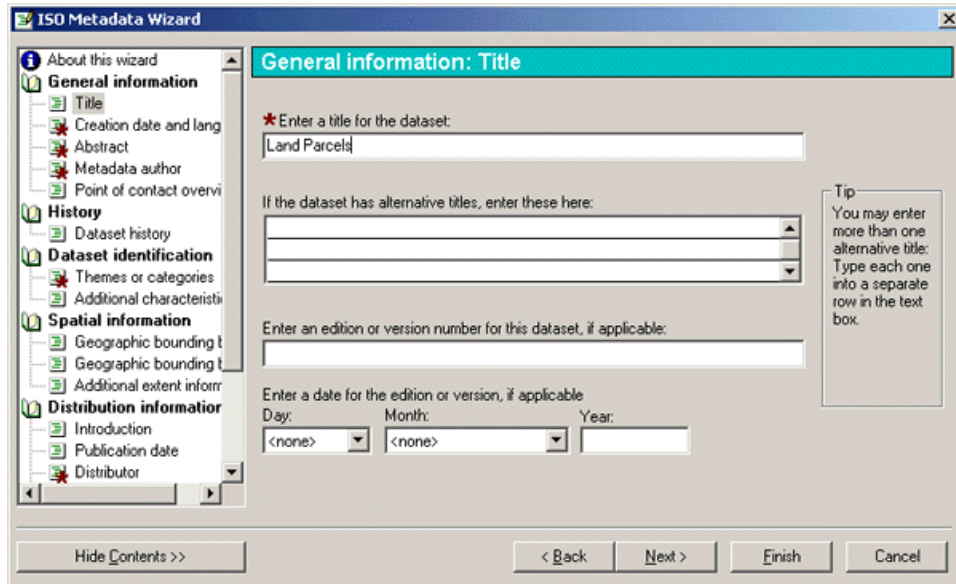 ISO Metadata Wizard
About this wizard
General information
Title
Creation date and lang
Abstract
Metadata author
Point of contact overvi
History
Dataset history
Dataset identification
Themes or categories
Additional characteristi
Spatial information
Geographic bounding b
Geographic bounding b
Additional extent inform
Distribution information
Introduction
Publication date
Distributor
General information: Title
*Enter a title for the dataset:
Land Parcels
If the dataset has alternative titles, enter these here:
Enter an edition or version number for this dataset, if applicable:
Enter a date for the edition or version, if applicable
Day: Month: Year:
<none> <none>
Tip
You may enter
more than one
alternative title:
Type each one
into a separate
row in the text
box.
Hide Contents >> < Back Next > Finish Cancel